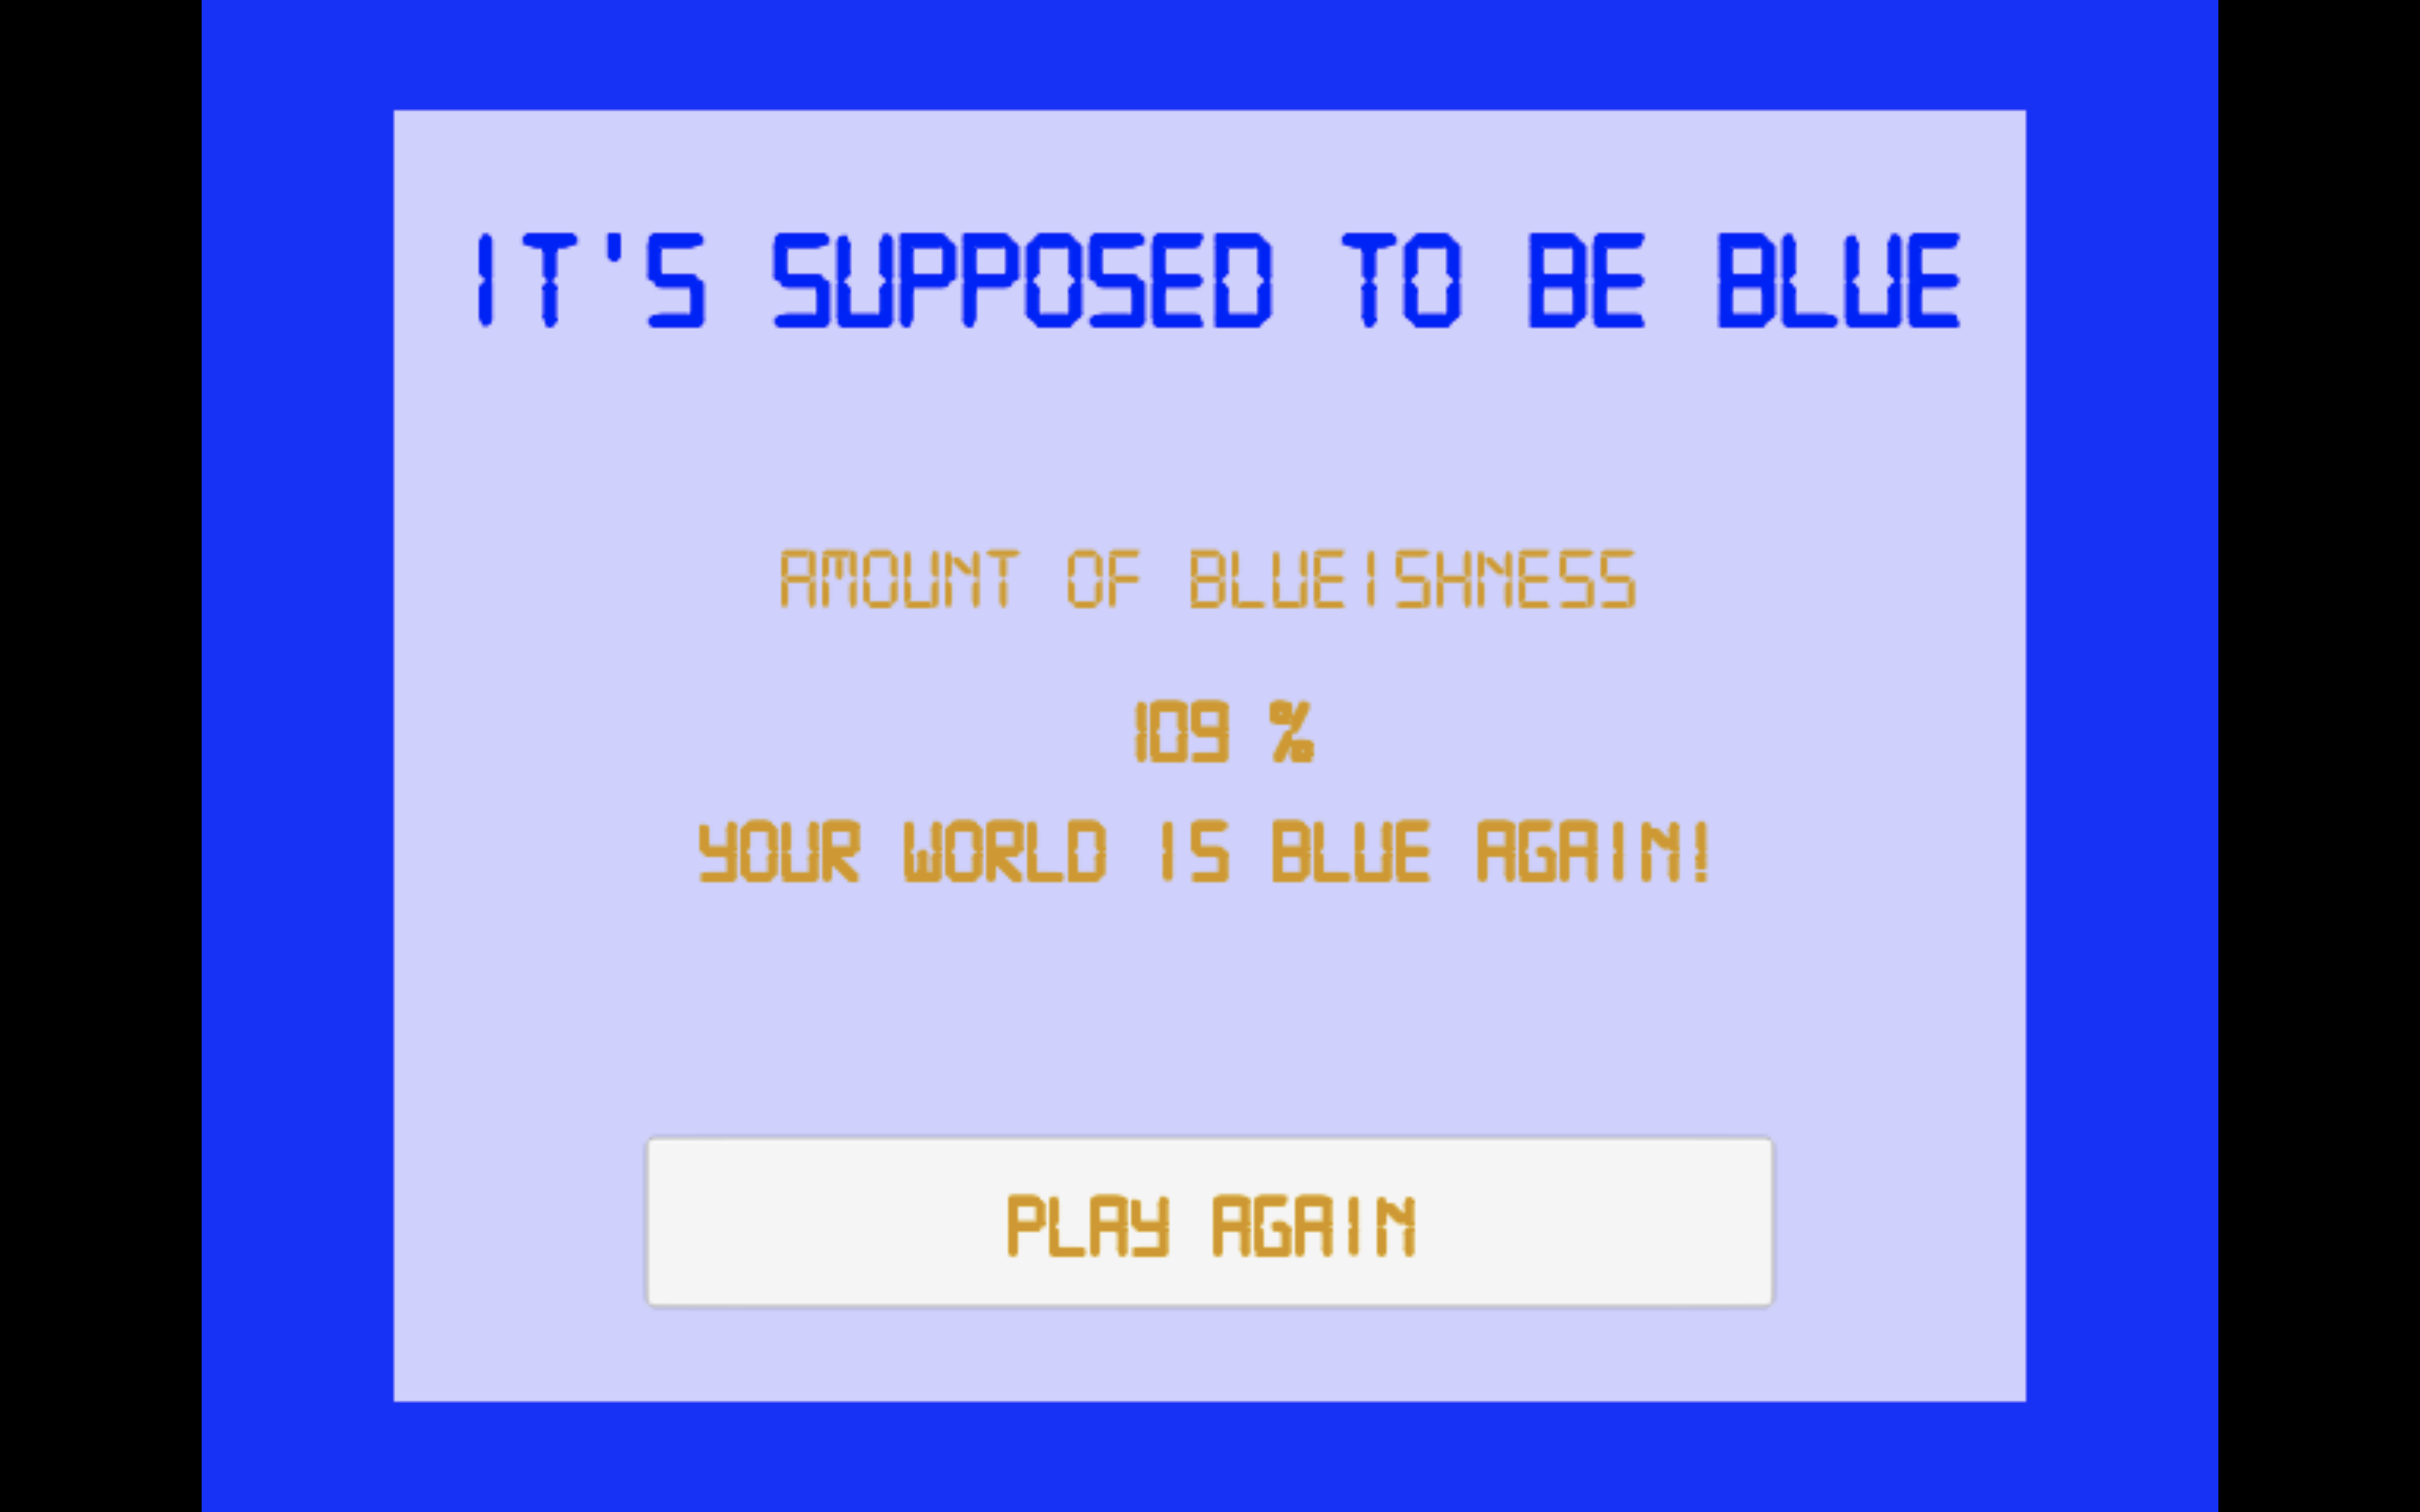 IT'S SUPPOSED TO BE BLUE
AMOUNT OF BLUEISHNESS
109 %
YOUR WORLD IS BLUE AGAIN!
PLAY AGAIN